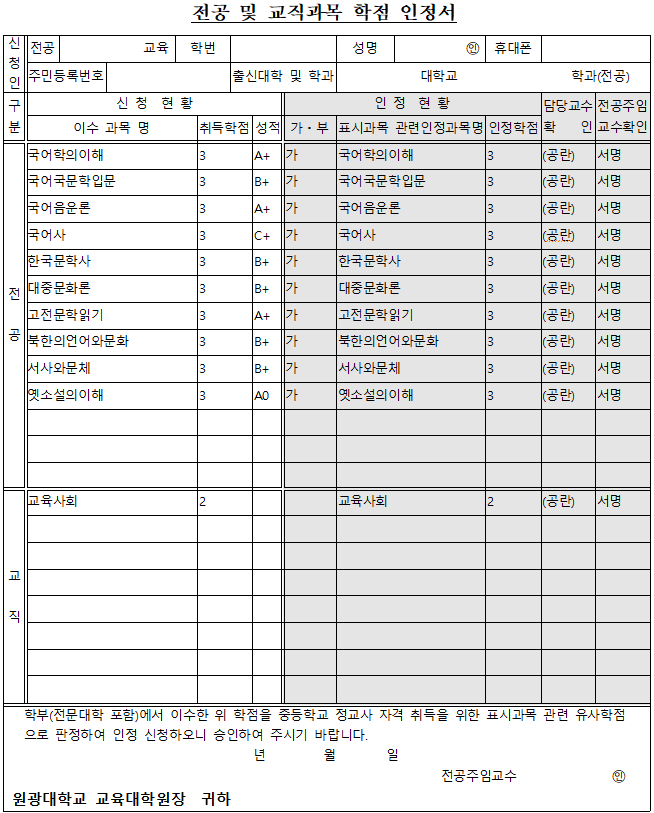 전공 및 교직과목 학점 인정서
신청인 전공 교육 학번 성명 ㊞ 휴대폰
주민등록번호 출신대학 및 학과 대학교 학과(전공)
구분 신 청 현 황 인 정 현 황 담당교수 확 인 전공주임 교수확인
이수 과목 명 취득학점 성적 가·부 표시과목 관련인정과목명 인정학점
전공
국어학의이해 3 A+ 가 국어학의이해 3 (공란) 서명
국어국문학입문 3 B+ 가 국어국문학입문 3 (공란) 서명
국어음운론 3 A+ 가 국어음운론 3 (공란) 서명
국어사 3 C+ 가 국어사 3 (공란) 서명
한국문학사 3 B+ 가 한국문학사 3 (공란) 서명
대중문화론 3 B+ 가 대중문화론 3 (공란) 서명
고전문학읽기 3 A+ 가 고전문학읽기 3 (공란) 서명
북한의언어와문화 3 B+ 가 북한의언어와문화 3 (공란) 서명
서사와문체 3 B+ 가 서사와문체 3 (공란) 서명
옛소설의이해 3 A0 가 옛소설의이해 3 (공란) 서명
교직
교육사회 2 교육사회 2 (공란) 서명
학부(전문대학 포함)에서 이수한 위 학점을 중등학교 정교사 자격 취득을 위한 표시과목 관련 유사학점
으로 판정하여 인정 신청하오니 승인하여 주시기 바랍니다.
년 월 일
전공주임교수 ㊞
원광대학교 교육대학원장 귀하